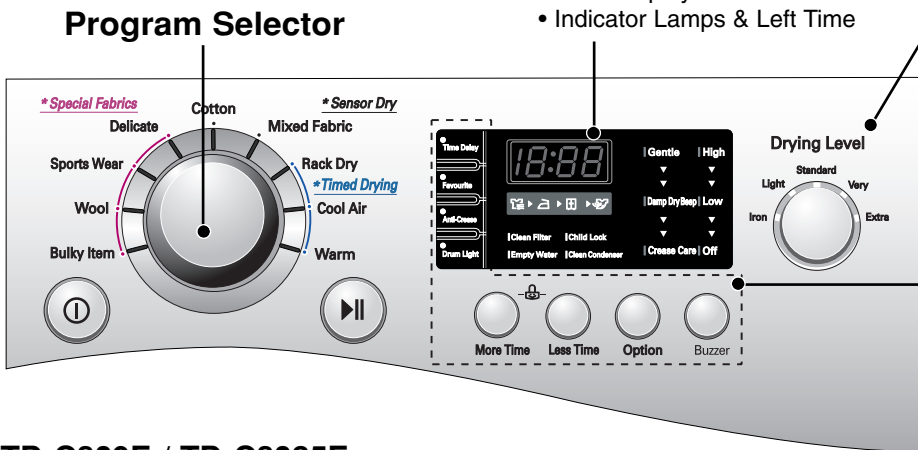 Program Selector
• Indicator Lamps & Left Time
* Special Fabrics
Cotton
* Sensor Dry
Delicate
Mixed Fabric
Sports Wear
Rack Dry
* Timed Drying
Wool
Cool Air
Bulky Item
Warm
Time Delay
Favourite
Anti-Crease
Drum Light
18:88
Gentle
High
Damp Dry Beep
Low
Crease Care
Off
Clean Filter
Child Lock
Empty Water
Clean Condenser
Drying Level
Standard
Light
Very
Iron
Extra
More Time
Less Time
Option
Buzzer